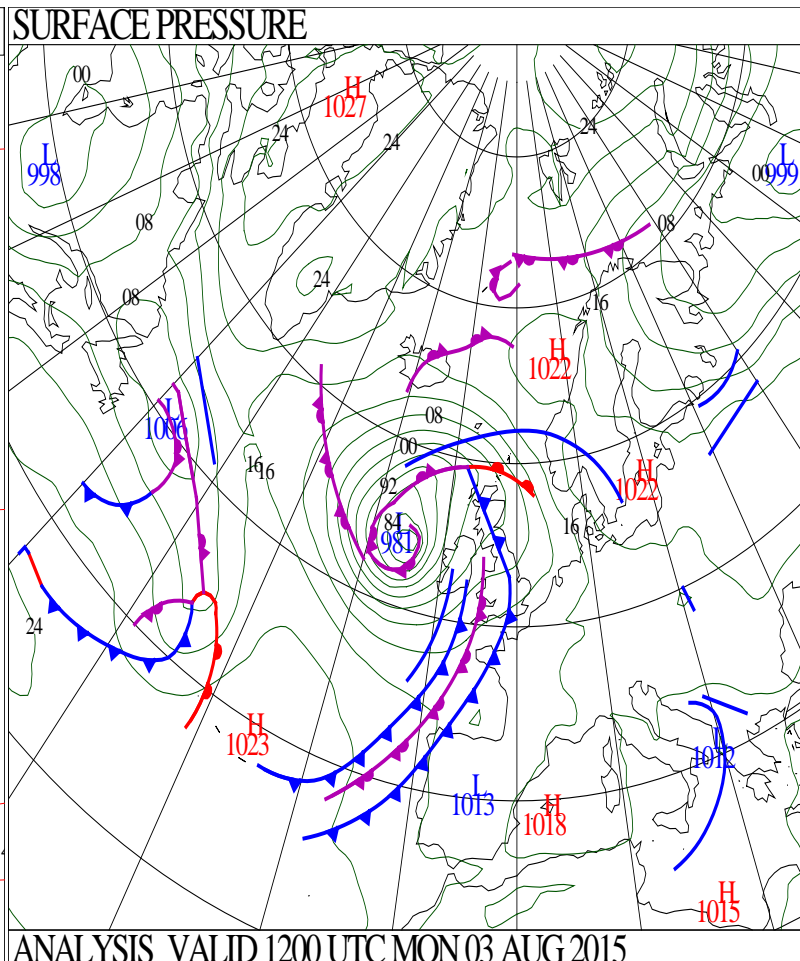 SURFACE PRESSURE
00
H
1027
24
24
24
L
998
L
00 999
08
08
24
08
16
H
1022
L
1006
08
00
16
16
92
H
1022
84
L
981
16
24
H
1023
L
1012
L
1013
H
1018
H
1015
ANALYSIS VALID 1200 UTC MON 03 AUG 2015